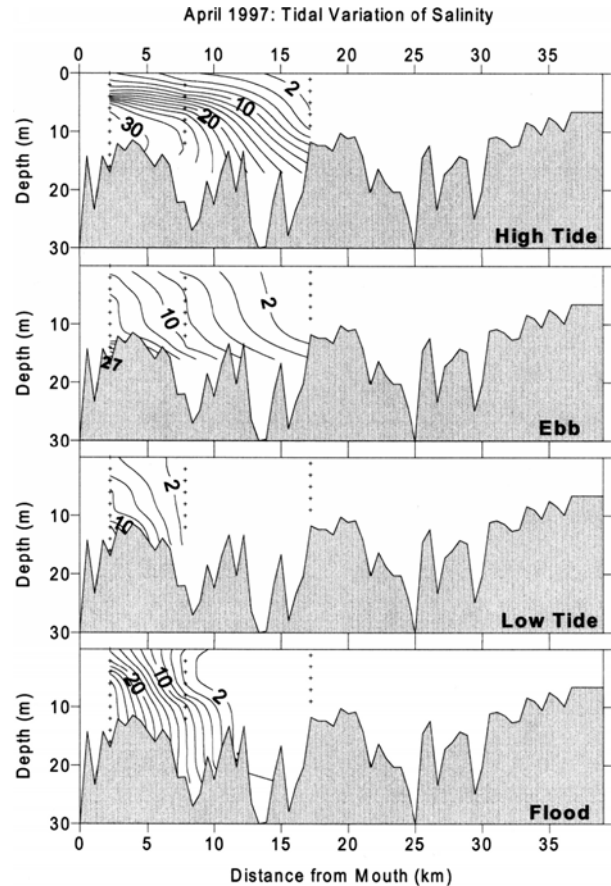 April 1997: Tidal Variation of Salinity
0 5 10 15 20 25 30 35
0
10
20
30
Depth (m)
2
10
20
30
High Tide
10
20
30
Depth (m)
2
10
27
Ebb
10
20
30
Depth (m)
2
10
Low Tide
10
20
30
Depth (m)
2
10
20
Flood
0 5 10 15 20 25 30 35
Distance from Mouth (km)